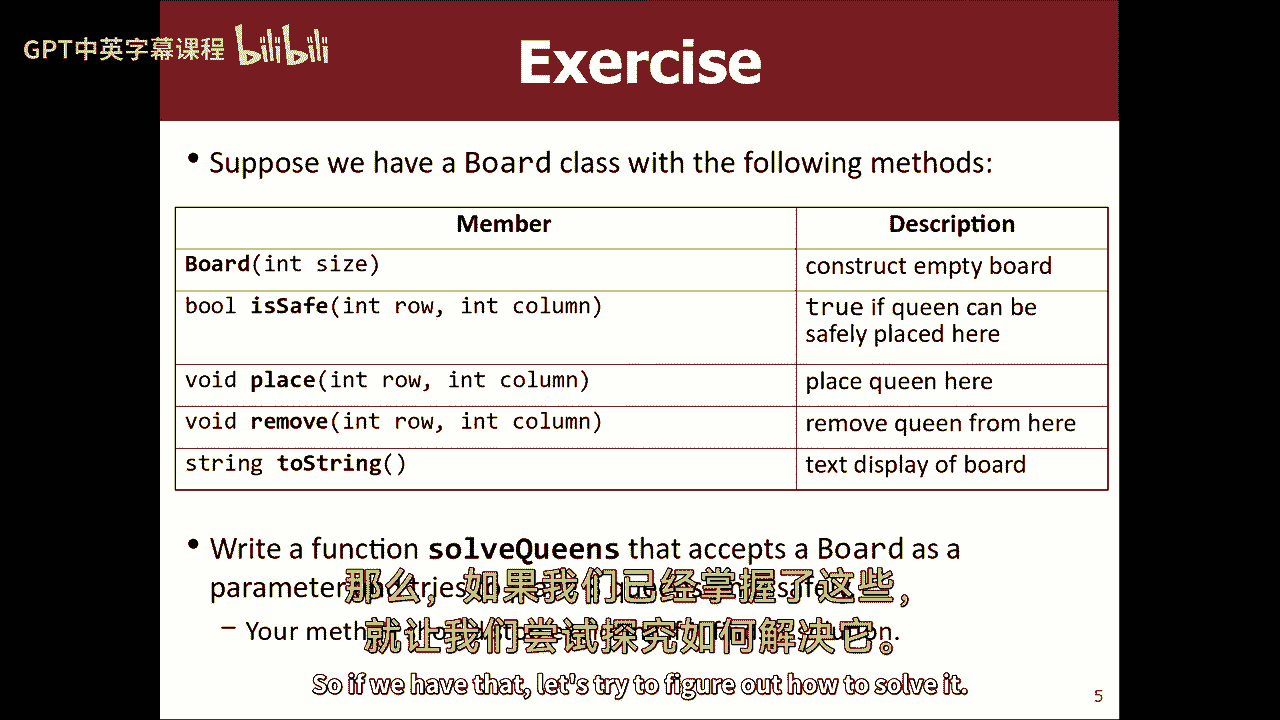 GPT中英字幕课程 bilibili
Exercise
• Suppose we have a Board class with the following methods:
Member Description
Board(int size) construct empty board
bool isSafe(int row, int column) true if queen can be
safely placed here
void place(int row, int column) place queen here
void remove(int row, int column) remove queen from here
string toString() text display of board
• Write a function solveQueens that accepts a Board as a
parameter
那么，如果我们已经掌握了这些，
– Your
就让我们尝试探究如何解决它。
So if we have that, let's try to figure out how to solve it.
5